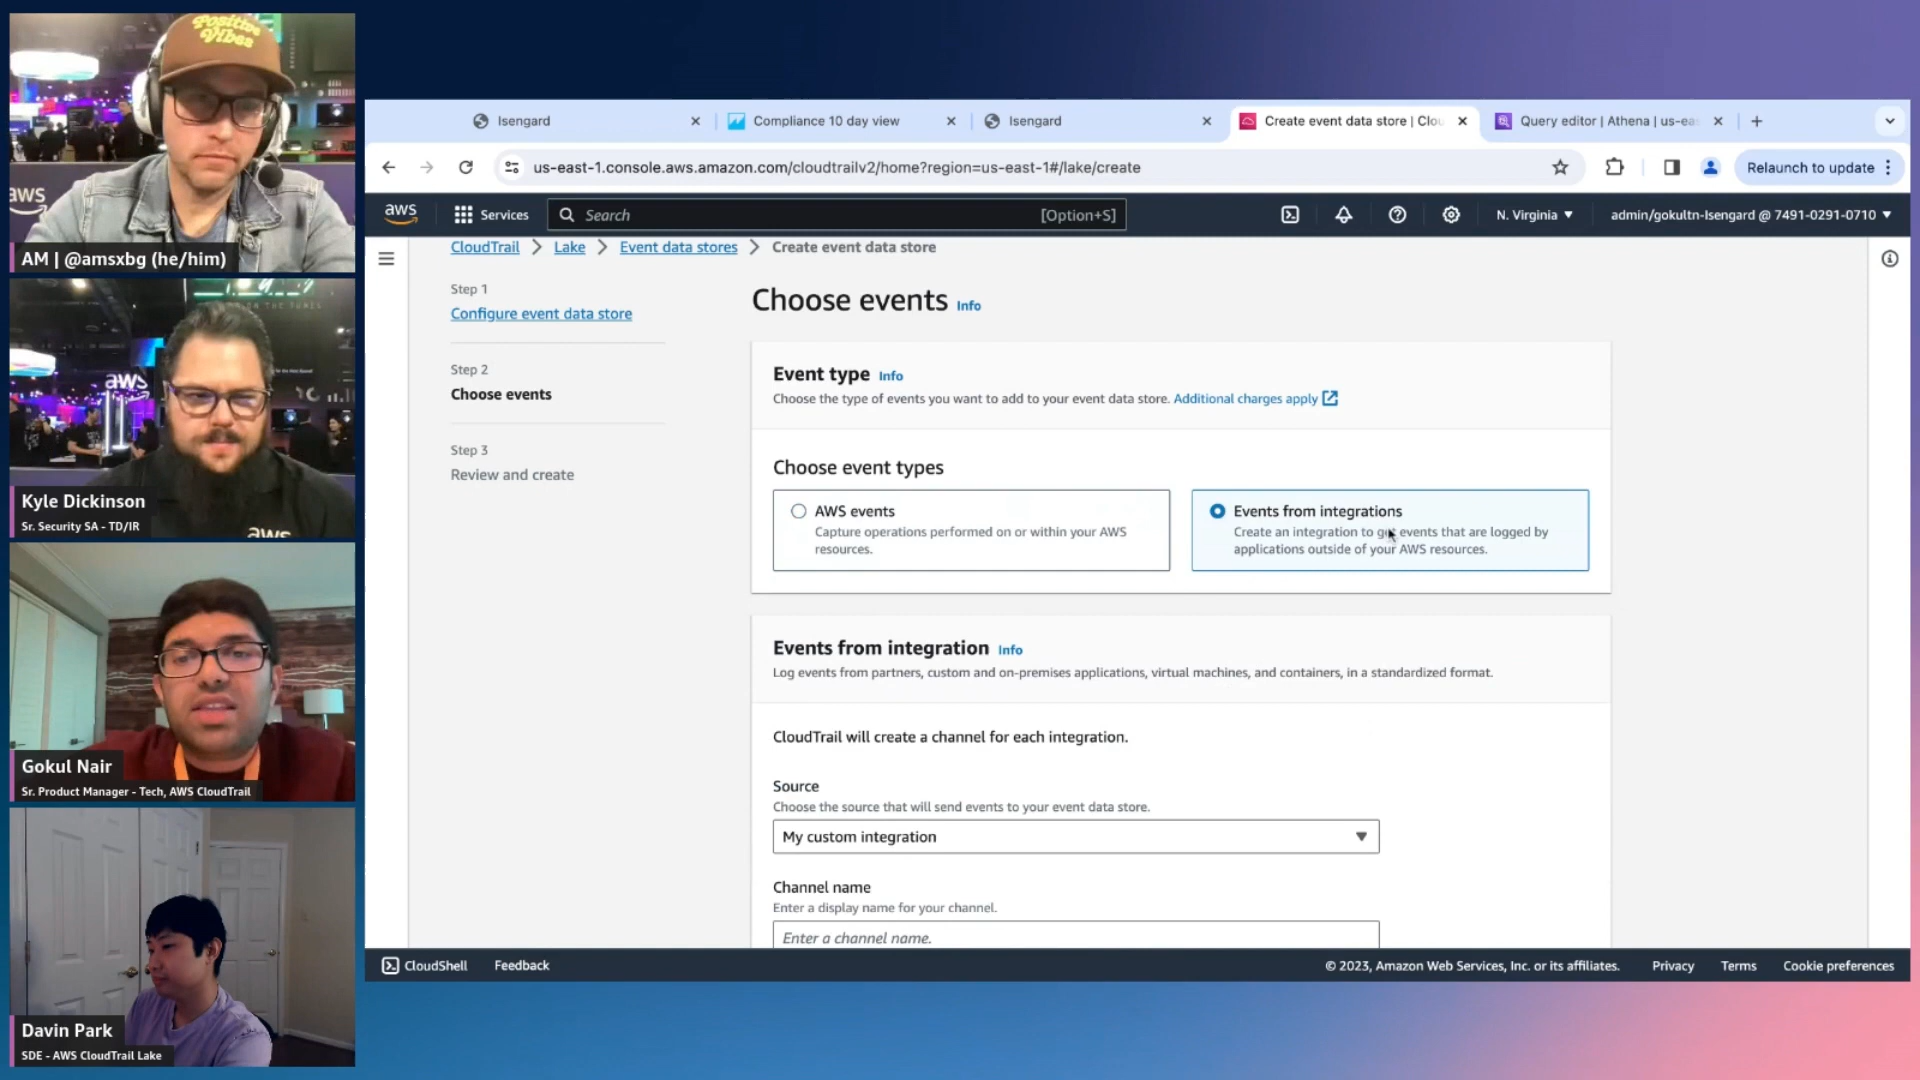 Positive
Vibes
aws
AM | @amsxbg (he/him)
aws
Kyle Dickinson
Sr. Security SA - TD/IR
aws
Gokul Nair
Sr. Product Manager - Tech, AWS CloudTrail
Davin Park
SDE - AWS CloudTrail Lake
Isengard
Compliance 10 day view
Isengard
Create event data store | Clou
Query editor | Athena | us-eas
us-east-1.console.aws.amazon.com/cloudtrailv2/home?region=us-east-1#/lake/create
Relaunch to update
aws
Services
Search
[Option+S]
N. Virginia
admin/gokultn-Isengard @ 7491-0291-0710
CloudTrail > Lake > Event data stores > Create event data store
Step 1
Configure event data store
Step 2
Choose events
Step 3
Review and create
Choose events Info
Event type Info
Choose the type of events you want to add to your event data store. Additional charges apply
Choose event types
AWS events
Capture operations performed on or within your AWS
resources.
Events from integrations
Create an integration to get events that are logged by
applications outside of your AWS resources.
Events from integration Info
Log events from partners, custom and on-premises applications, virtual machines, and containers, in a standardized format.
CloudTrail will create a channel for each integration.
Source
Choose the source that will send events to your event data store.
My custom integration
Channel name
Enter a display name for your channel.
Enter a channel name.
CloudShell
Feedback
© 2023, Amazon Web Services, Inc. or its affiliates.
Privacy
Terms
Cookie preferences